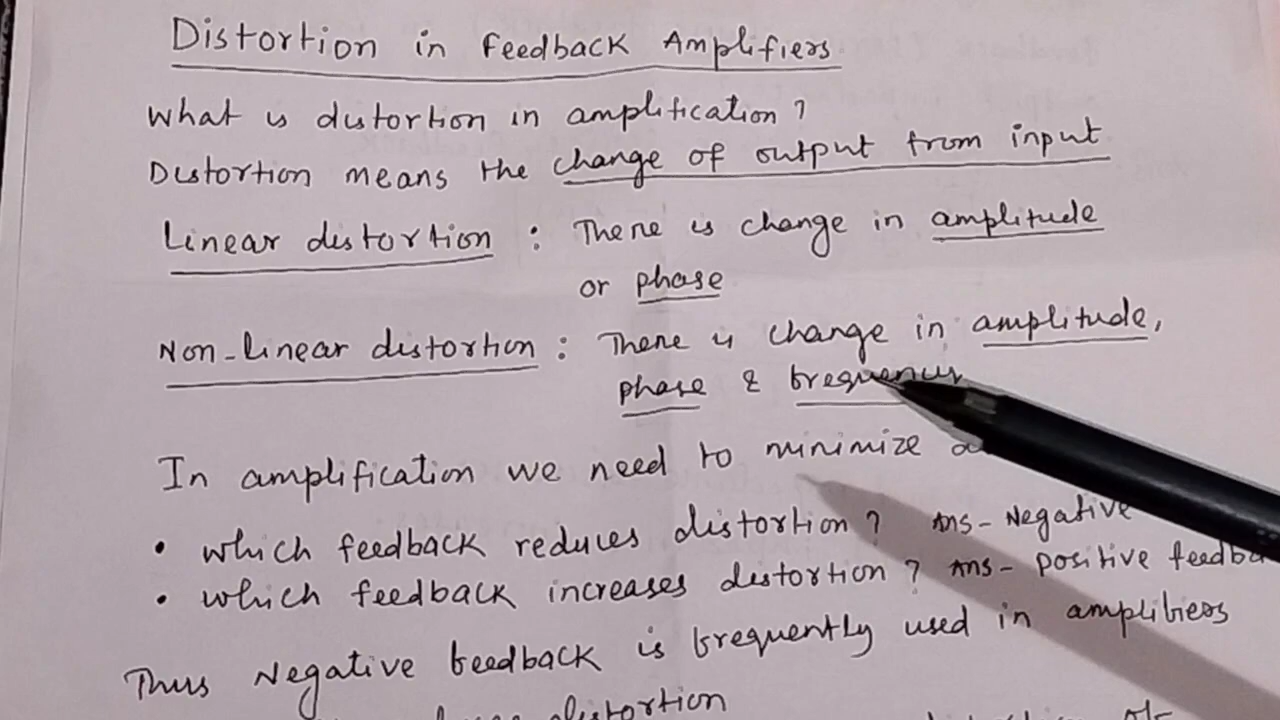 Distortion in Feedback Amplifiers
What is distortion in amplification?
Distortion means the change of output from input
Linear distortion : There is change in amplitude
or phase
Non-linear distortion : There is change in amplitude,
phase & frequency
In amplification we need to minimize
• which feedback reduces distortion? Ans- Negative
• which feedback increases distortion? Ans- positive
Thus Negative feedback is frequently used in amplifiers
distortion